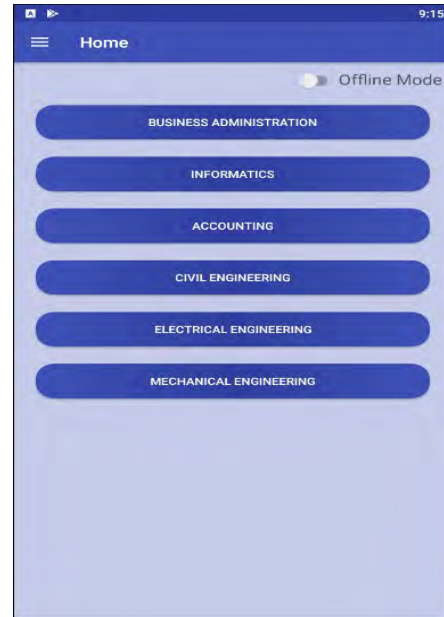 9:15
Home
Offline Mode
BUSINESS ADMINISTRATION
INFORMATICS
ACCOUNTING
CIVIL ENGINEERING
ELECTRICAL ENGINEERING
MECHANICAL ENGINEERING